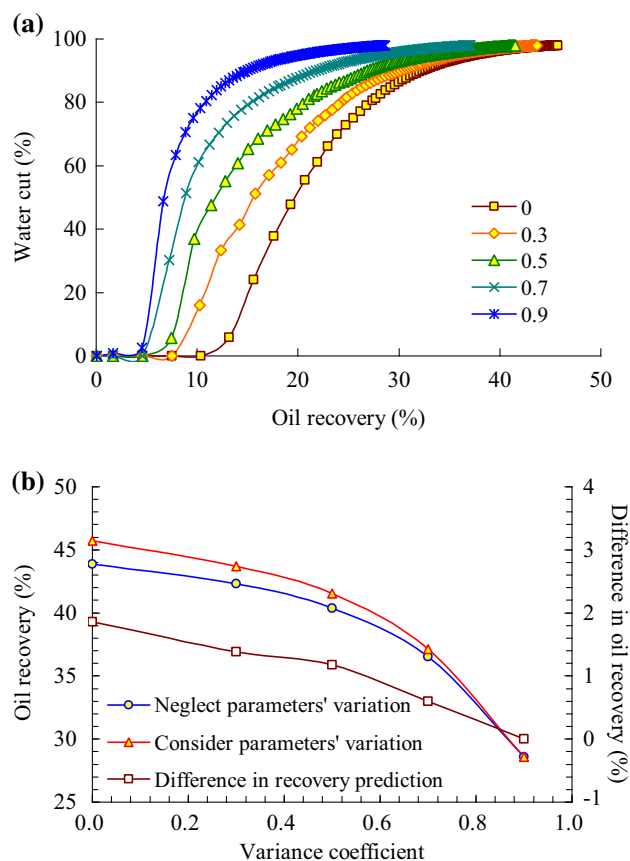 (a)
100
80
60
40
20
0
Water cut (%)
0 10 20 30 40 50
Oil recovery (%)
0
0.3
0.5
0.7
0.9
(b)
50
45
40
35
30
25
Oil recovery (%)
4
3
2
1
0
-1
Difference in oil recovery
(%)
Neglect parameters' variation
Consider parameters' variation
Difference in recovery prediction
0.0 0.2 0.4 0.6 0.8 1.0
Variance coefficient